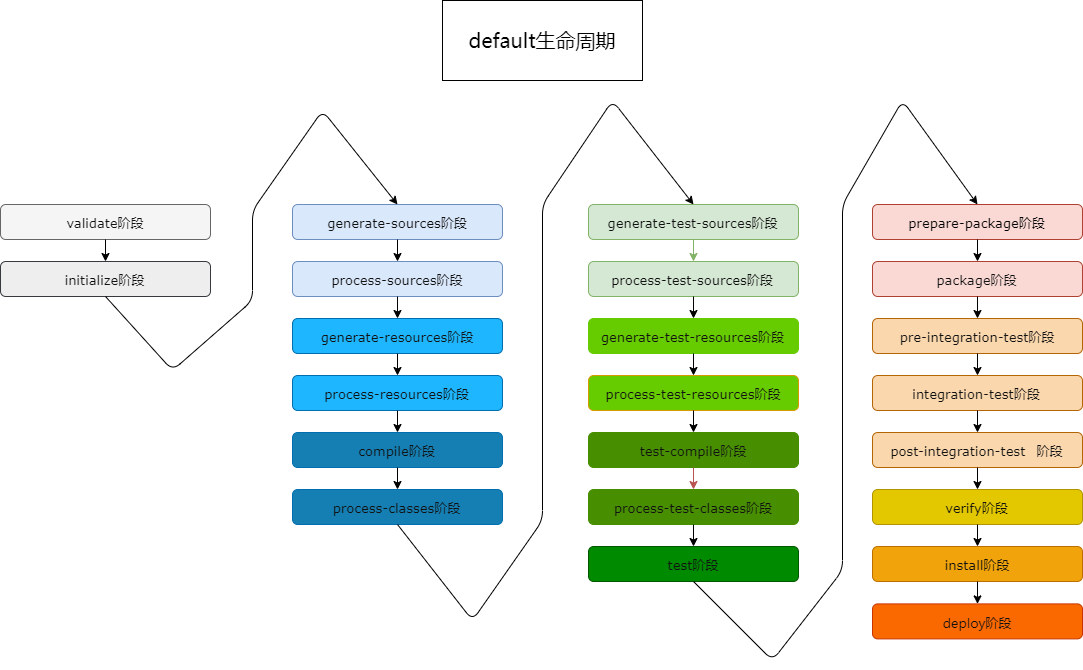 default生命周期
validate阶段
initialize阶段
generate-sources阶段
process-sources阶段
generate-resources阶段
process-resources阶段
compile阶段
process-classes阶段
generate-test-sources阶段
process-test-sources阶段
generate-test-resources阶段
process-test-resources阶段
test-compile阶段
process-test-classes阶段
test阶段
prepare-package阶段
package阶段
pre-integration-test阶段
integration-test阶段
post-integration-test 阶段
verify阶段
install阶段
deploy阶段